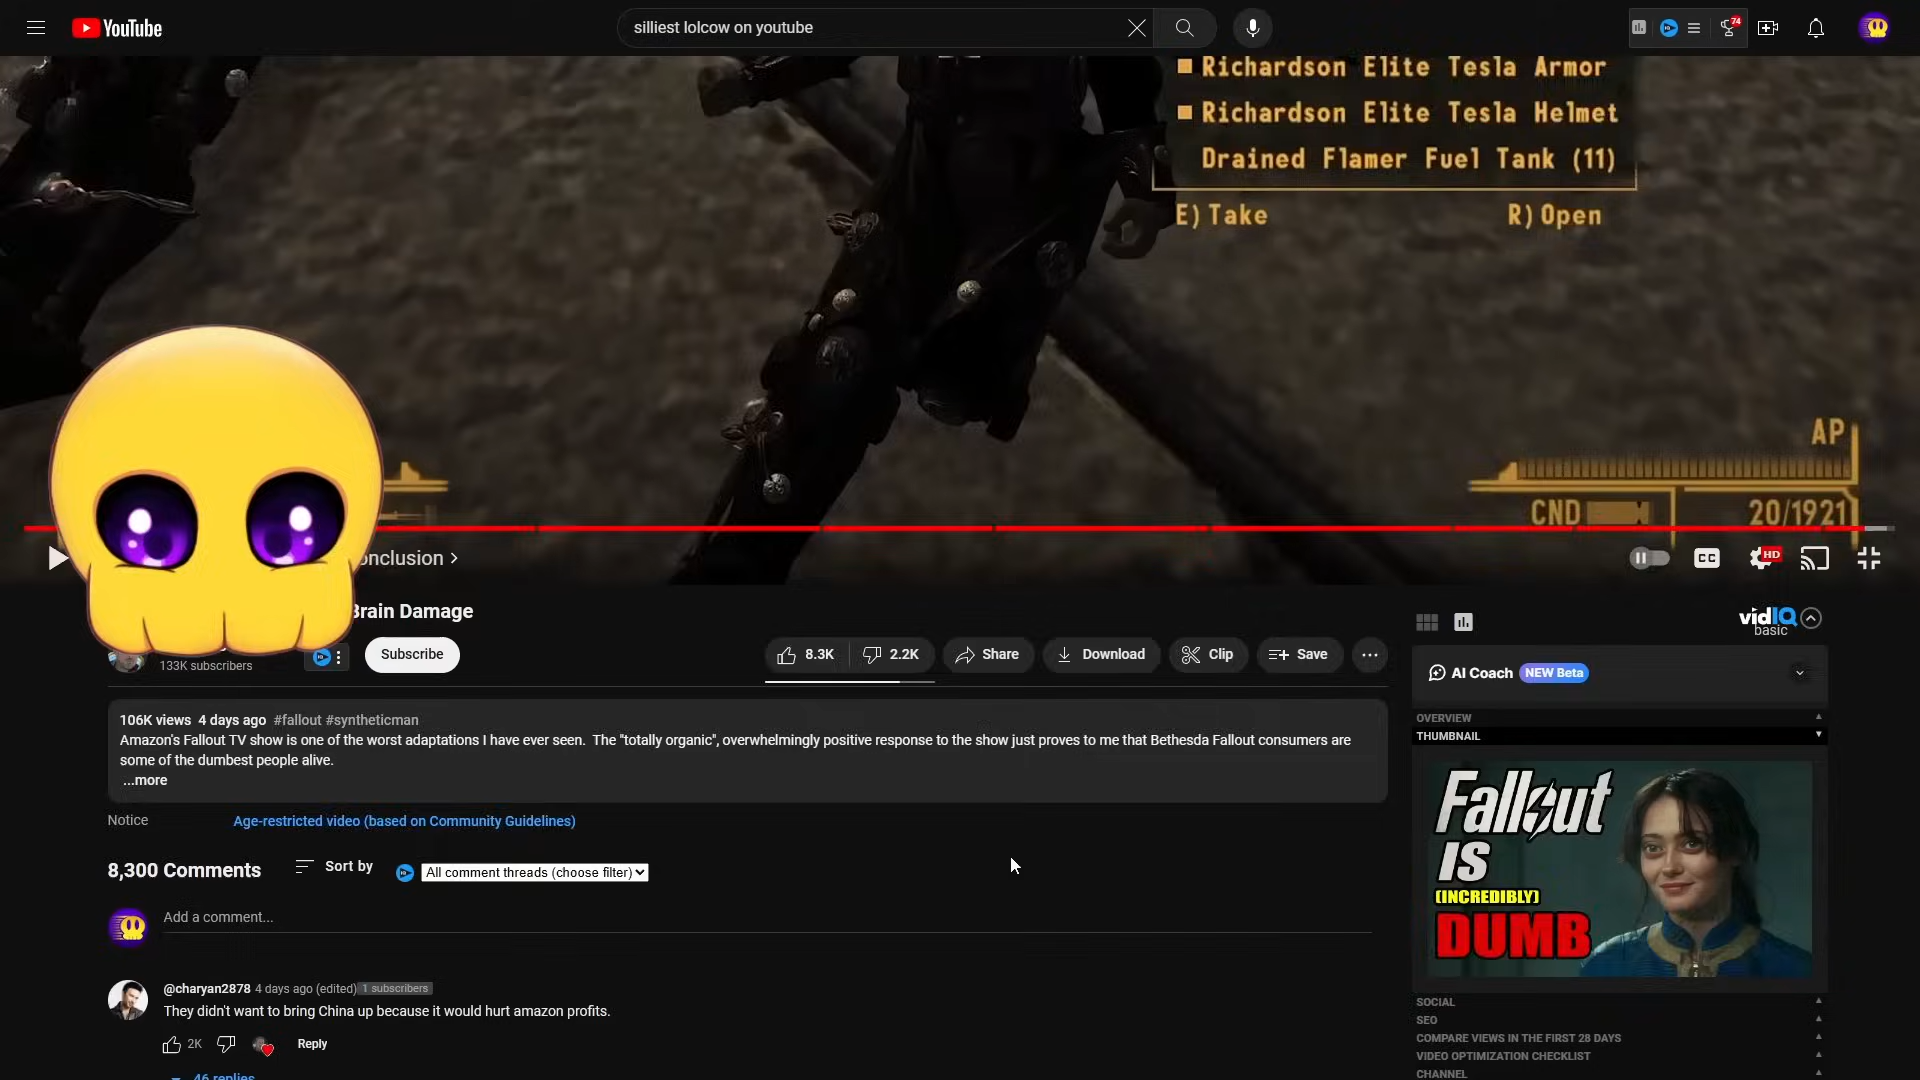 YouTube
silliest lolcow on youtube
74
Richardson Elite Tesla Armor
Richardson Elite Tesla Helmet
Drained Flamer Fuel Tank (11)
E) Take
R) Open
AP
CND
20/1921
onclusion
CC
HD
Brain Damage
133K subscribers
Subscribe
8.3K
2.2K
Share
Download
Clip
Save
106K views 4 days ago #fallout #syntheticman
Amazon's Fallout TV show is one of the worst adaptations I have ever seen. The "totally organic", overwhelmingly positive response to the show just proves to me that Bethesda Fallout consumers are
some of the dumbest people alive.
...more
Notice
Age-restricted video (based on Community Guidelines)
8,300 Comments
Sort by
All comment threads (choose filter)
Add a comment...
@charyan2878 4 days ago (edited) 1 subscribers
They didn't want to bring China up because it would hurt amazon profits.
2K
Reply
46 replies
vidIQ
basic
AI Coach NEW Beta
OVERVIEW
THUMBNAIL
Fallout
IS
(INCREDIBLY)
DUMB
SOCIAL
SEO
COMPARE VIEWS IN THE FIRST 28 DAYS
VIDEO OPTIMIZATION CHECKLIST
CHANNEL